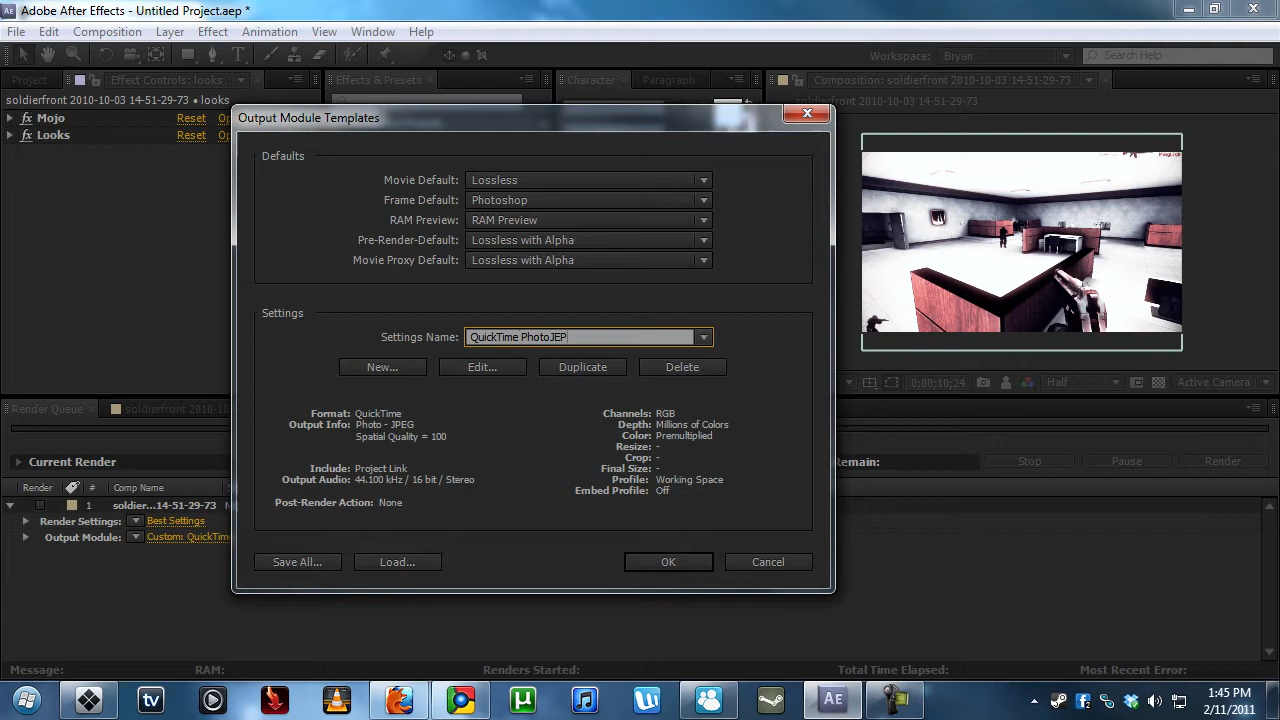 Adobe After Effects - Untitled Project.aep *
File Edit Composition Layer Effect Animation View Window Help
Workspace: Bryan Search Help
Project Effect Controls: looks Effects & Presets Character Paragraph Composition: soldierfront 2010-10-03 14-51-29-73
soldierfront 2010-10-03 14-51-29-73 • looks
soldierfront 2010-10-03 14-51-29-73
fx Mojo Reset
fx Looks Reset
Output Module Templates
Defaults
Movie Default: Lossless
Frame Default: Photoshop
RAM Preview: RAM Preview
Pre-Render-Default: Lossless with Alpha
Movie Proxy Default: Lossless with Alpha
Settings
Settings Name: QuickTime PhotoJEP
New... Edit... Duplicate Delete
Format: QuickTime
Output Info: Photo - JPEG
Spatial Quality = 100
Include: Project Link
Output Audio: 44.100 kHz / 16 bit / Stereo
Post-Render Action: None
Channels: RGB
Depth: Millions of Colors
Color: Premultiplied
Resize: -
Crop: -
Final Size: -
Profile: Working Space
Embed Profile: Off
Save All... Load... OK Cancel
0;00;10;24 Half Active Camera
Render Queue soldierfront 2010-10
Current Render Remain: Stop Pause Render
Render # Comp Name
1 soldier...14-51-29-73
Render Settings: Best Settings
Output Module: Custom: QuickTim
Message: RAM: Renders Started: Total Time Elapsed: Most Recent Error:
tv
Ae
1:45 PM
2/11/2011